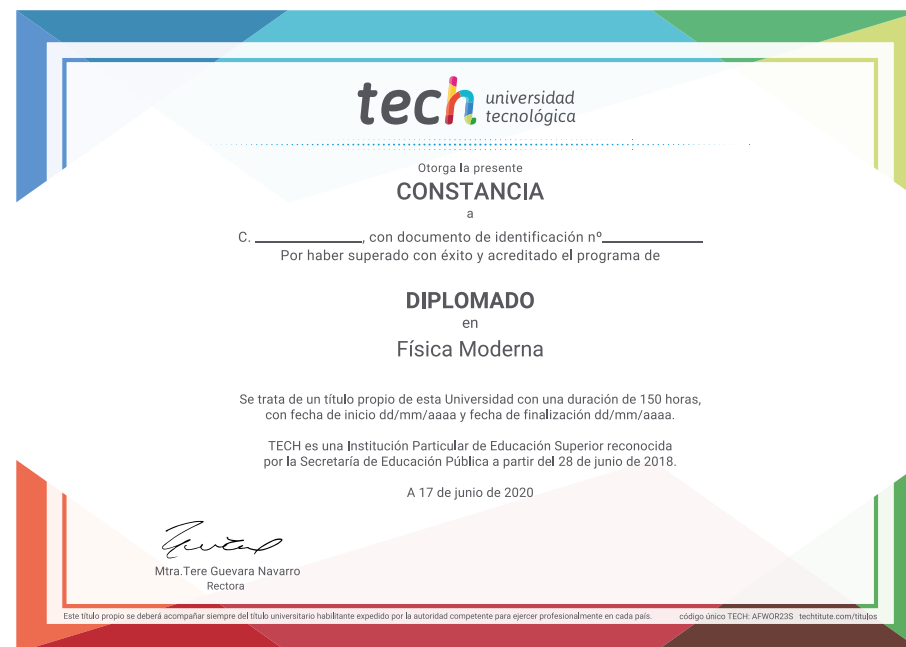 tech universidad
tecnológica
Otorga la presente
CONSTANCIA
a
C. ____________, con documento de identificación nº____________
Por haber superado con éxito y acreditado el programa de
DIPLOMADO
en
Física Moderna
Se trata de un título propio de esta Universidad con una duración de 150 horas,
con fecha de inicio dd/mm/aaaa y fecha de finalización dd/mm/aaaa.
TECH es una Institución Particular de Educación Superior reconocida
por la Secretaría de Educación Pública a partir del 28 de junio de 2018.
A 17 de junio de 2020
Mtra.Tere Guevara Navarro
Rectora
Este título propio se deberá acompañar siempre del título universitario habilitante expedido por la autoridad competente para ejercer profesionalmente en cada país. código único TECH: AFWOR23S techtitute.com/títulos